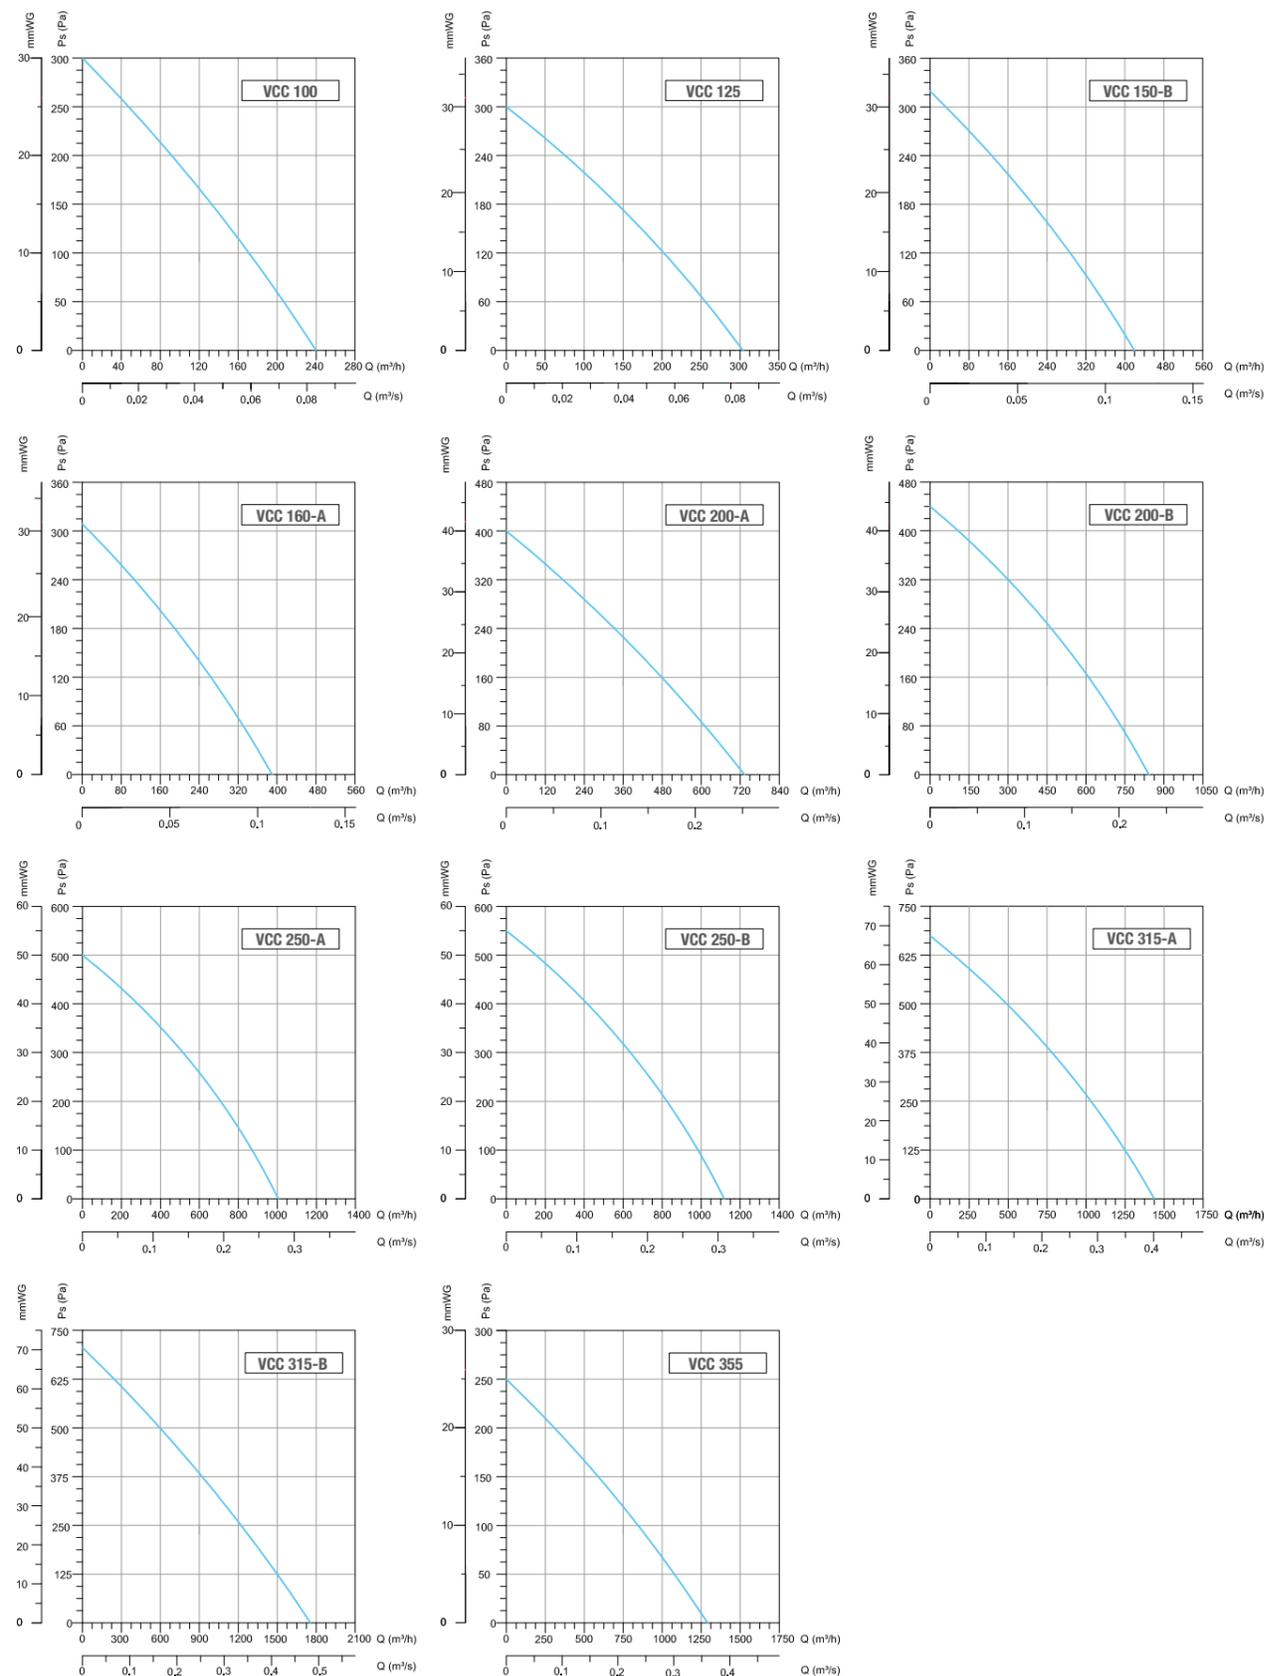 mmWG Ps (Pa) mmWG Ps (Pa) mmWG Ps (Pa)
VCC 100 VCC 125 VCC 150-B
30 300 360 360
250 30 300 30 300
20 200 240 240
150 20 180 20 180
10 100 10 120 10 120
50 60 60
0 0 0 0 0 0
0 40 80 120 160 200 240 280 Q (m³/h) 0 50 100 150 200 250 300 350 Q (m³/h) 0 80 160 240 320 400 480 560 Q (m³/h)
0 0.02 0.04 0.06 0.08 Q (m³/s) 0 0.02 0.04 0.06 0.08 Q (m³/s) 0 0.05 0.1 0.15 Q (m³/s)
mmWG Ps (Pa) mmWG Ps (Pa) mmWG Ps (Pa)
VCC 160-A VCC 200-A VCC 200-B
360 480 480
30 300 40 400 40 400
240 30 320 30 320
20 180 20 240 20 240
10 120 10 160 10 160
60 80 80
0 0 0 0 0 0
0 80 160 240 320 480 560 Q (m³/h) 0 120 240 360 480 600 720 840 Q (m³/h) 0 150 300 450 600 750 900 1050 Q (m³/h)
0 0.05 0.1 0.15 Q (m³/s) 0 0.1 0.2 Q (m³/s) 0 0.1 0.2 Q (m³/s)
mmWG Ps (Pa) mmWG Ps (Pa) mmWG Ps (Pa)
VCC 250-A VCC 250-B VCC 315-A
60 600 60 600 750
70
50 500 50 500 60 625
40 400 40 400 50 500
30 300 30 300 40 375
30
20 200 20 200 20 250
10 100 10 100 10 125
0 0 0 0 0 0
0 200 400 600 800 1000 1200 1400 Q (m³/h) 0 200 400 600 800 1000 1200 1400 Q (m³/h) 0 250 500 750 1000 1250 1500 1750 Q (m³/h)
0 0.1 0.2 0.3 Q (m³/s) 0 0.1 0.2 0.3 Q (m³/s) 0 0.1 0.2 0.3 0.4 Q (m³/s)
mmWG Ps (Pa) mmWG Ps (Pa)
VCC 315-B VCC 355
750 30 300
70
60 625 250
50 500 20 200
40 375 150
30
20 250 10 100
10 125 50
0 0 0 0
0 300 600 900 1200 1500 1800 2100 Q (m³/h) 0 250 500 750 1000 1250 1500 1750 Q (m³/h)
0 0.1 0.2 0.3 0.4 0.5 Q (m³/s) 0 0.1 0.2 0.3 0.4 Q (m³/s)